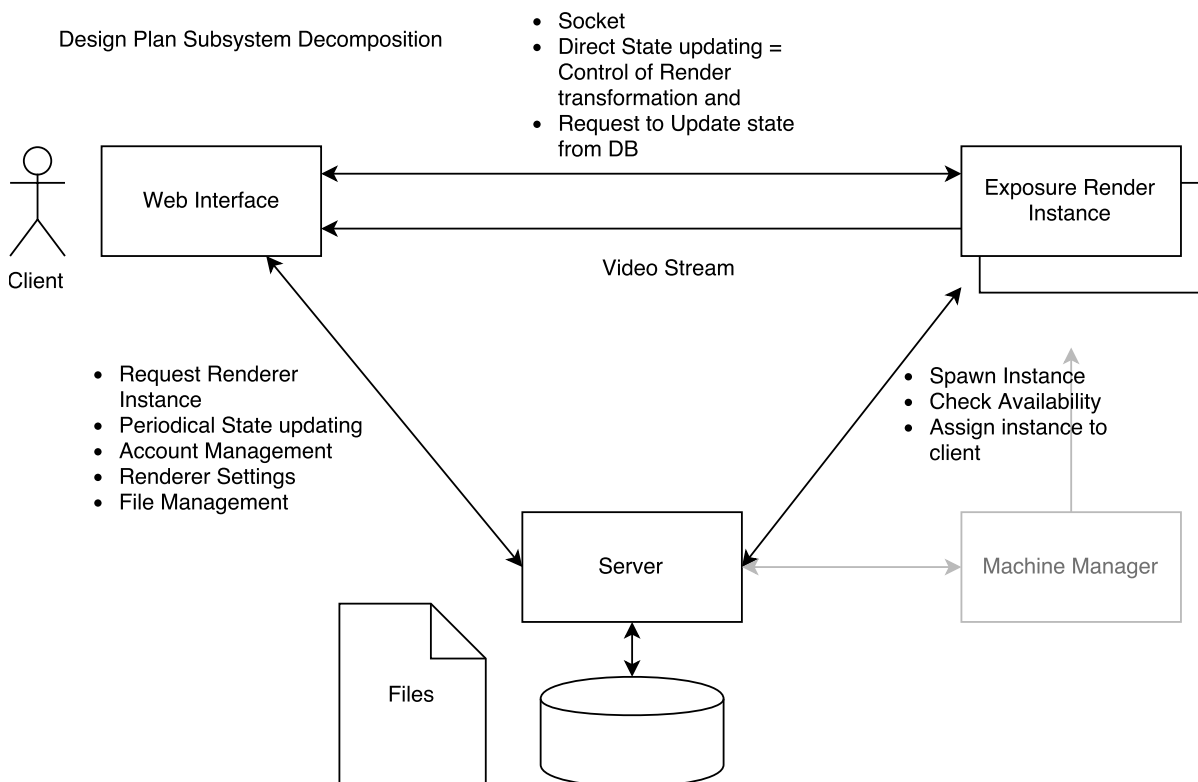 Design Plan Subsystem Decomposition
• Socket
• Direct State updating =
Control of Render
transformation and
• Request to Update state
from DB
Client
Web Interface
Exposure Render
Instance
Video Stream
• Request Renderer
Instance
• Periodical State updating
• Account Management
• Renderer Settings
• File Management
• Spawn Instance
• Check Availability
• Assign instance to
client
Server
Machine Manager
Files